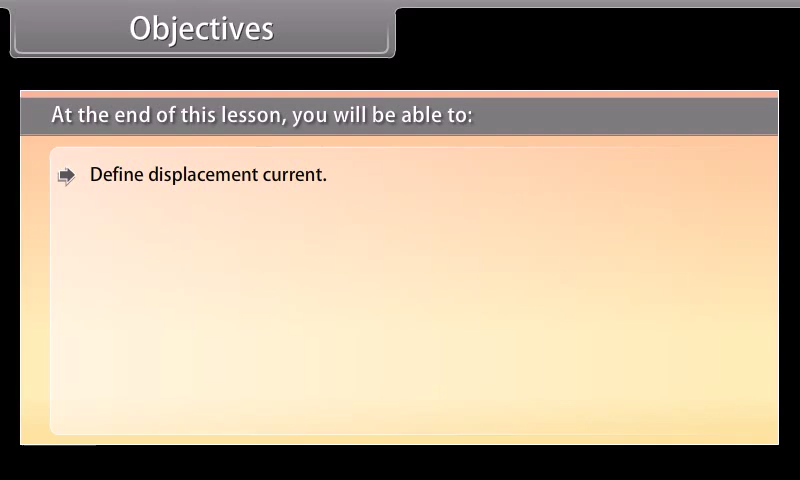 Objectives
At the end of this lesson, you will be able to:
Define displacement current.